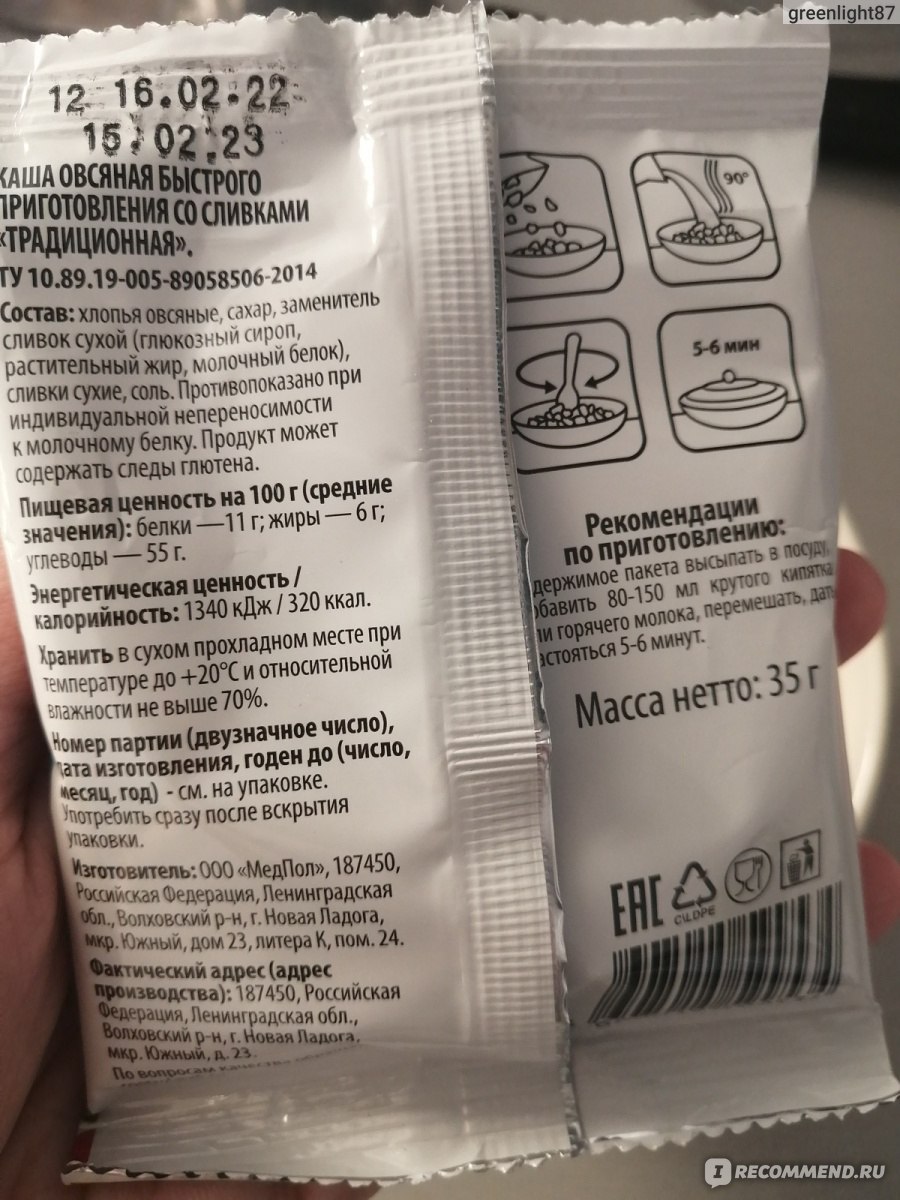 greenlight87
12 16.02.22
15.02.23
КАША ОВСЯНАЯ БЫСТРОГО
ПРИГОТОВЛЕНИЯ СО СЛИВКАМИ
«ТРАДИЦИОННАЯ».
ТУ 10.89.19-005-89058506-2014
Состав: хлопья овсяные, сахар, заменитель
сливок сухой (глюкозный сироп,
растительный жир, молочный белок),
сливки сухие, соль. Противопоказано при
индивидуальной непереносимости
к молочному белку. Продукт может
содержать следы глютена.
Пищевая ценность на 100 г (средние
значения): белки —11 г; жиры — 6 г;
углеводы — 55 г.
Энергетическая ценность /
калорийность: 1340 кДж / 320 ккал.
Хранить в сухом прохладном месте при
температуре до +20°С и относительной
влажности не выше 70%.
Номер партии (двузначное число),
дата изготовления, годен до (число,
месяц, год) - см. на упаковке.
Употребить сразу после вскрытия
упаковки.
Изготовитель: ООО «МедПол», 187450,
Российская Федерация, Ленинградская
обл., Волховский р-н, г. Новая Ладога,
мкр. Южный, дом 23, литера К, пом. 24.
Фактический адрес (адрес
производства): 187450, Российская
Федерация, Ленинградская обл.,
Волховский р-н, г. Новая Ладога,
мкр. Южный, д. 23.
По вопросам качества
90°
5-6 мин
Рекомендации
по приготовлению:
держимое пакета высыпать в посуду,
обавить 80-150 мл крутого кипятка
ли горячего молока, перемешать, дать
астояться 5-6 минут.
Масса нетто: 35 г
EAC
C\LDPE
IRECOMMEND.RU